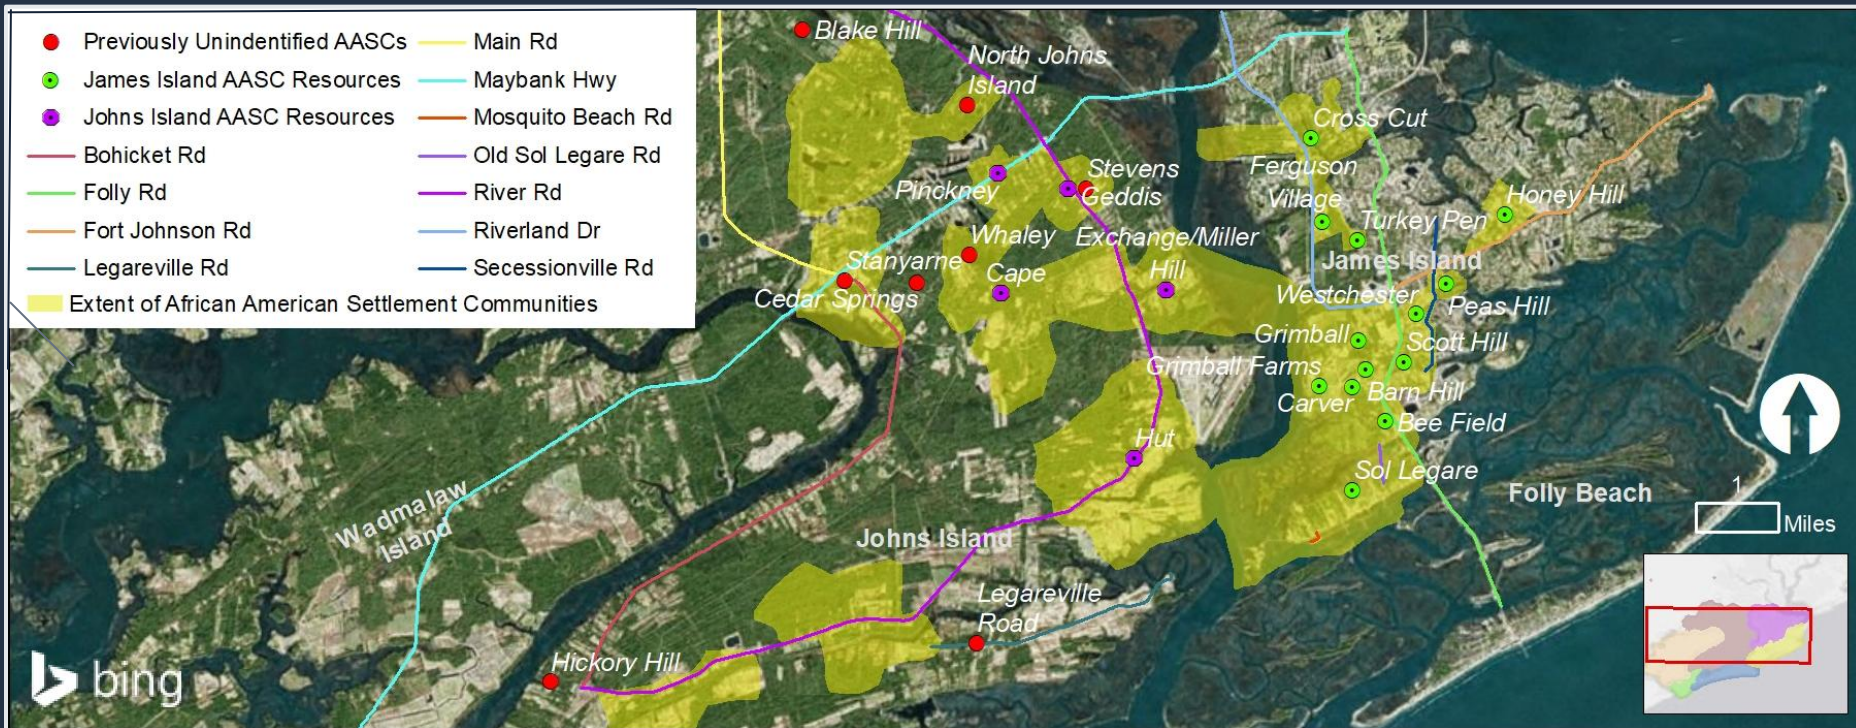 Previously Unidentified AASCs
James Island AASC Resources
Johns Island AASC Resources
Bohicket Rd
Folly Rd
Fort Johnson Rd
Legareville Rd
Main Rd
Maybank Hwy
Mosquito Beach Rd
Old Sol Legare Rd
River Rd
Riverland Dr
Secessionville Rd
Extent of African American Settlement Communities
Blake Hill
North Johns
Island
Cross Cut
Pinckney
Stevens
Geddis
Ferguson
Village
Honey Hill
Turkey Pen
Whaley
Exchange/Miller
Hill
Stanyarne
Cape
James Island
Cedar Springs
Westchester
Peas Hill
Grimball
Scott Hill
Grimball Farms
Barn Hill
Carver
Bee Field
Hut
Sol Legare
Folly Beach
1
Miles
Wadmalaw
Island
Johns Island
Legareville
Road
Hickory Hill
bing